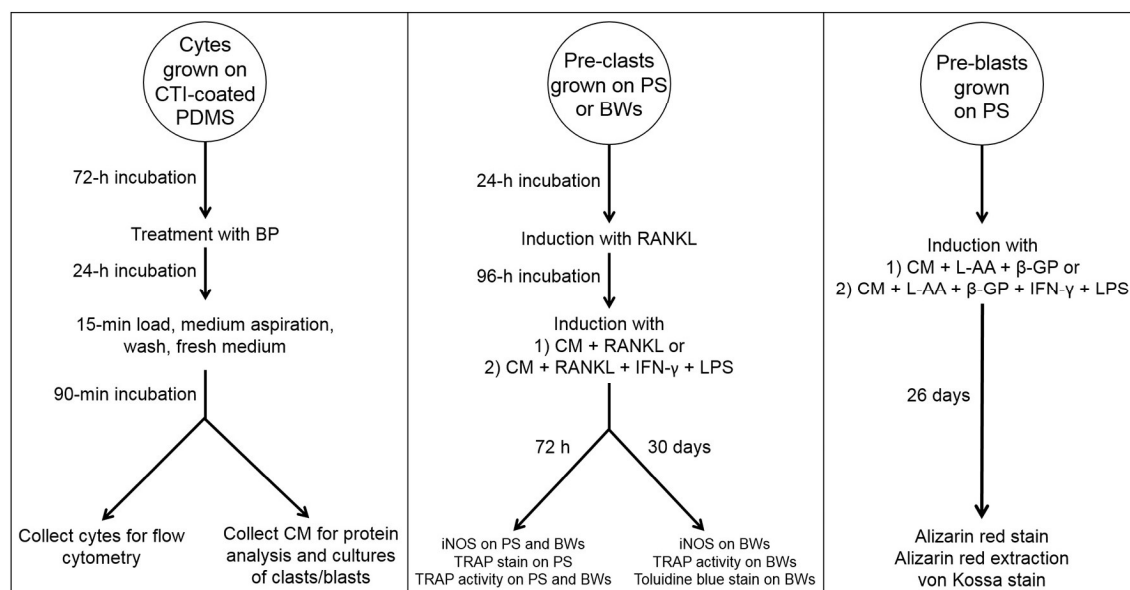 Cytes
grown on
CTI-coated
PDMS
72-h incubation
Treatment with BP
24-h incubation
15-min load, medium aspiration,
wash, fresh medium
90-min incubation
Collect cytes for flow
cytometry
Collect CM for protein
analysis and cultures
of clasts/blasts
Pre-clasts
grown on PS
or BWs
24-h incubation
Induction with RANKL
96-h incubation
Induction with
1) CM + RANKL or
2) CM + RANKL + IFN-γ + LPS
72 h
30 days
iNOS on PS and BWs
TRAP stain on PS
TRAP activity on PS and BWs
iNOS on BWs
TRAP activity on BWs
Toluidine blue stain on BWs
Pre-blasts
grown
on PS
Induction with
1) CM + L-AA + β-GP or
2) CM + L-AA + β-GP + IFN-γ + LPS
26 days
Alizarin red stain
Alizarin red extraction
von Kossa stain